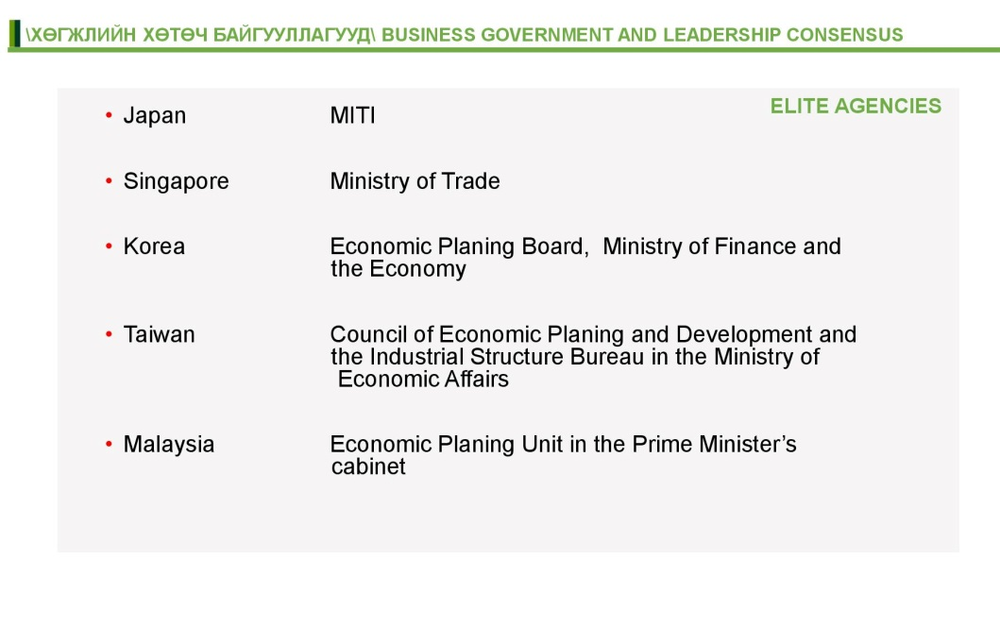 \ХӨГЖЛИЙН ХӨТӨЧ БАЙГУУЛЛАГУУД\ BUSINESS GOVERNMENT AND LEADERSHIP CONSENSUS
ELITE AGENCIES
• Japan MITI
• Singapore Ministry of Trade
• Korea Economic Planing Board, Ministry of Finance and
the Economy
• Taiwan Council of Economic Planing and Development and
the Industrial Structure Bureau in the Ministry of
Economic Affairs
• Malaysia Economic Planing Unit in the Prime Minister’s
cabinet